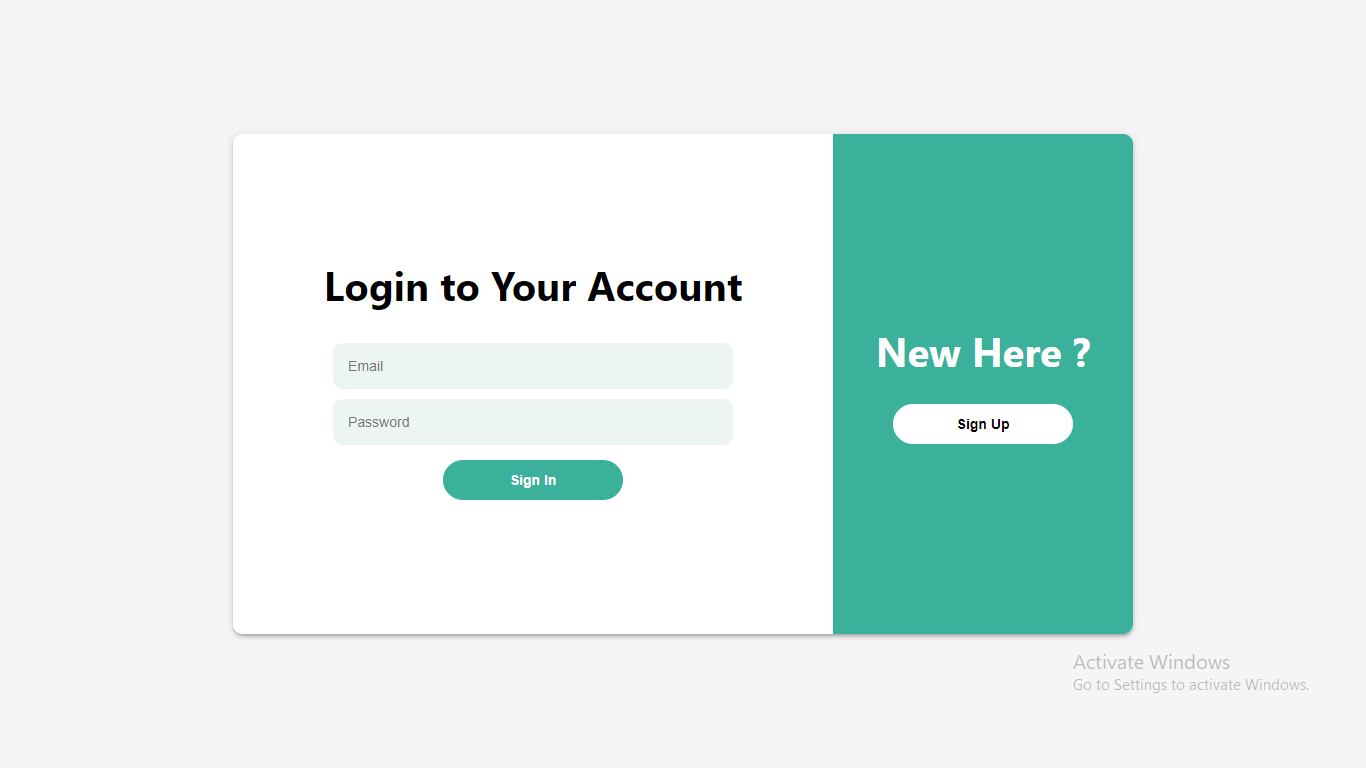 Login to Your Account
Email
Password
Sign In
New Here ?
Sign Up
Activate Windows
Go to Settings to activate Windows.